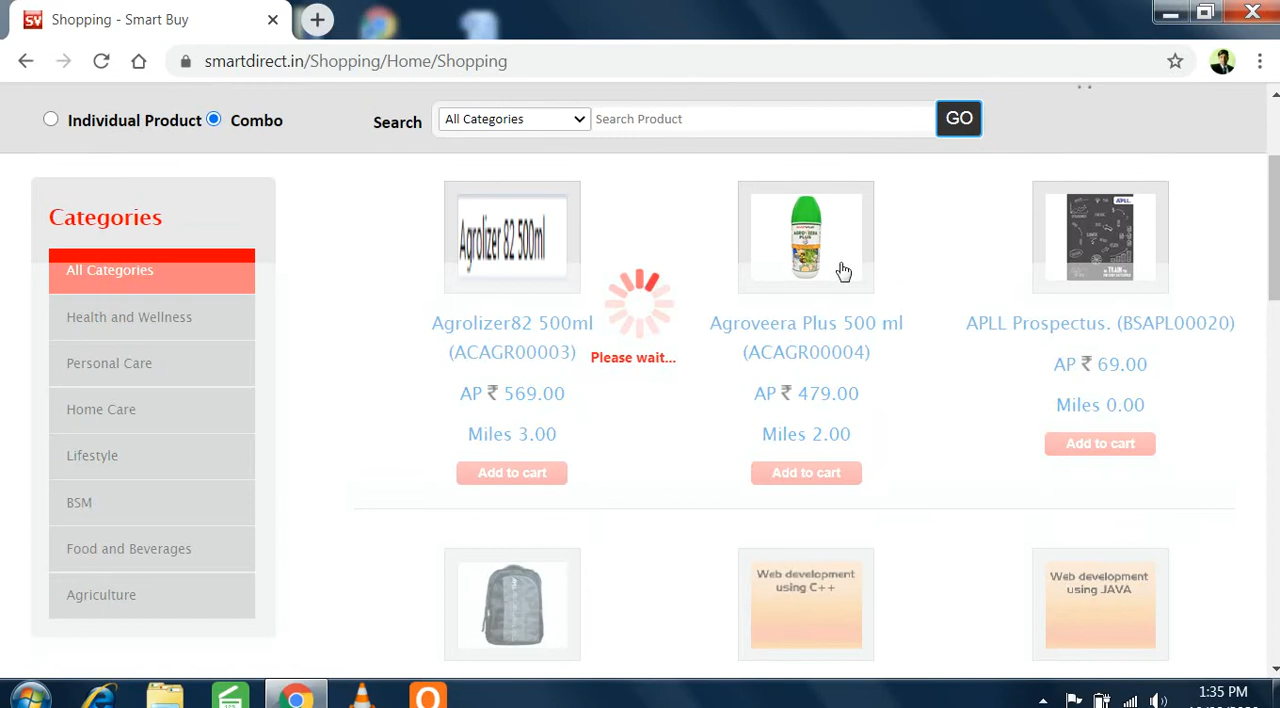 SV Shopping - Smart Buy
smartdirect.in/Shopping/Home/Shopping
Individual Product Combo Search All Categories Search Product GO
Categories
All Categories
Health and Wellness
Personal Care
Home Care
Lifestyle
BSM
Food and Beverages
Agriculture
Agrolizer 82 500ml
Agrolizer82 500ml
(ACAGR00003)
AP ₹ 569.00
Miles 3.00
Add to cart
Please wait...
AGROVEERA
PLUS
Agroveera Plus 500 ml
(ACAGR00004)
AP ₹ 479.00
Miles 2.00
Add to cart
APLL
APLL Prospectus. (BSAPL00020)
AP ₹ 69.00
Miles 0.00
Add to cart
Web development
using C++
Web development
using JAVA
1:35 PM